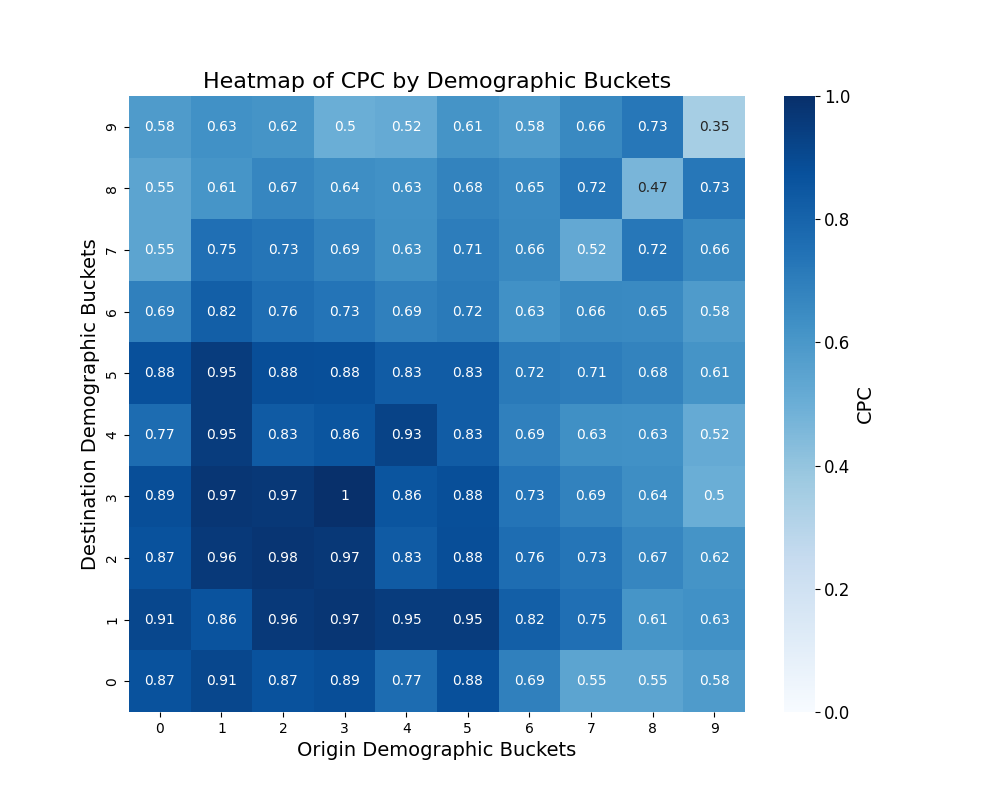 Heatmap of CPC by Demographic Buckets
9 0.58 0.63 0.62 0.5 0.52 0.61 0.58 0.66 0.73 0.35
8 0.55 0.61 0.67 0.64 0.63 0.68 0.65 0.72 0.47 0.73
7 0.55 0.75 0.73 0.69 0.63 0.71 0.66 0.52 0.72 0.66
6 0.69 0.82 0.76 0.73 0.69 0.72 0.63 0.66 0.65 0.58
5 0.88 0.95 0.88 0.88 0.83 0.83 0.72 0.71 0.68 0.61
4 0.77 0.95 0.83 0.86 0.93 0.83 0.69 0.63 0.63 0.52
3 0.89 0.97 0.97 1 0.86 0.88 0.73 0.69 0.64 0.5
2 0.87 0.96 0.98 0.97 0.83 0.88 0.76 0.73 0.67 0.62
1 0.91 0.86 0.96 0.97 0.95 0.95 0.82 0.75 0.61 0.63
0 0.87 0.91 0.87 0.89 0.77 0.88 0.69 0.55 0.55 0.58
0 1 2 3 4 5 6 7 8 9
Origin Demographic Buckets
Destination Demographic Buckets
1.0
0.8
0.6
0.4
0.2
0.0
CPC